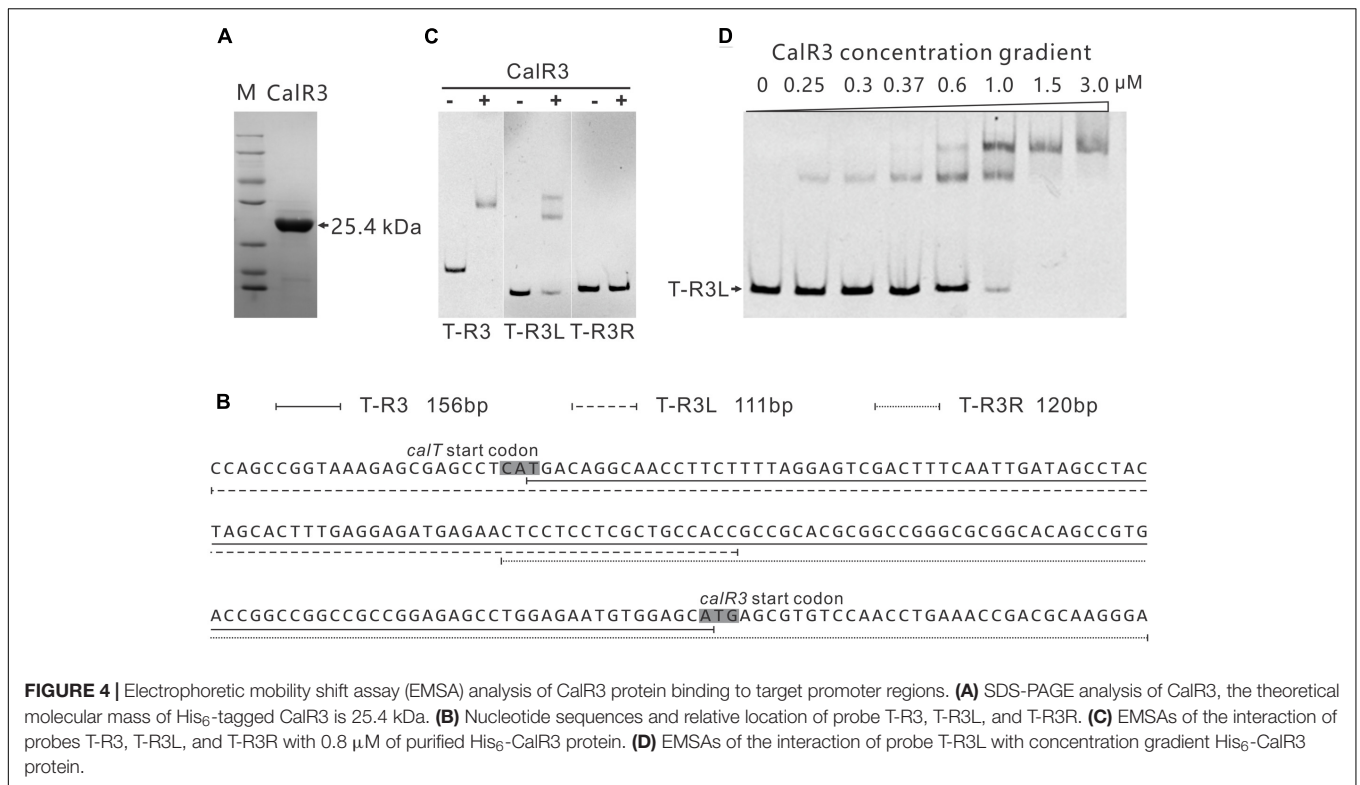 A
C
D
M CalR3
25.4 kDa
CalR3
- + - + - +
T-R3 T-R3L T-R3R
CalR3 concentration gradient
0 0.25 0.3 0.37 0.6 1.0 1.5 3.0 μM
T-R3L
B
T-R3 156bp T-R3L 111bp T-R3R 120bp
calT start codon
CCAGCCGGTAAAGAGCGAGCCTCATGACAGGCAACCTTCTTTTAGGAGTCGACTTTCAATTGATAGCCTAC
TAGCACTTTGAGGAGATGAGAACTCCTCCTCGCTGCCACCGCCGCACGCGGCCGGGCGCGGCACAGCCGTG
calR3 start codon
ACCGGCCGGCCGCCGGAGAGCCTGGAGAATGTGGAGCATGAGCGTGTCCAACCTGAAACCGACGCAAGGGA
FIGURE 4 | Electrophoretic mobility shift assay (EMSA) analysis of CalR3 protein binding to target promoter regions. (A) SDS-PAGE analysis of CalR3, the theoretical
molecular mass of His₆-tagged CalR3 is 25.4 kDa. (B) Nucleotide sequences and relative location of probe T-R3, T-R3L, and T-R3R. (C) EMSAs of the interaction of
probes T-R3, T-R3L, and T-R3R with 0.8 μM of purified His₆-CalR3 protein. (D) EMSAs of the interaction of probe T-R3L with concentration gradient His₆-CalR3
protein.